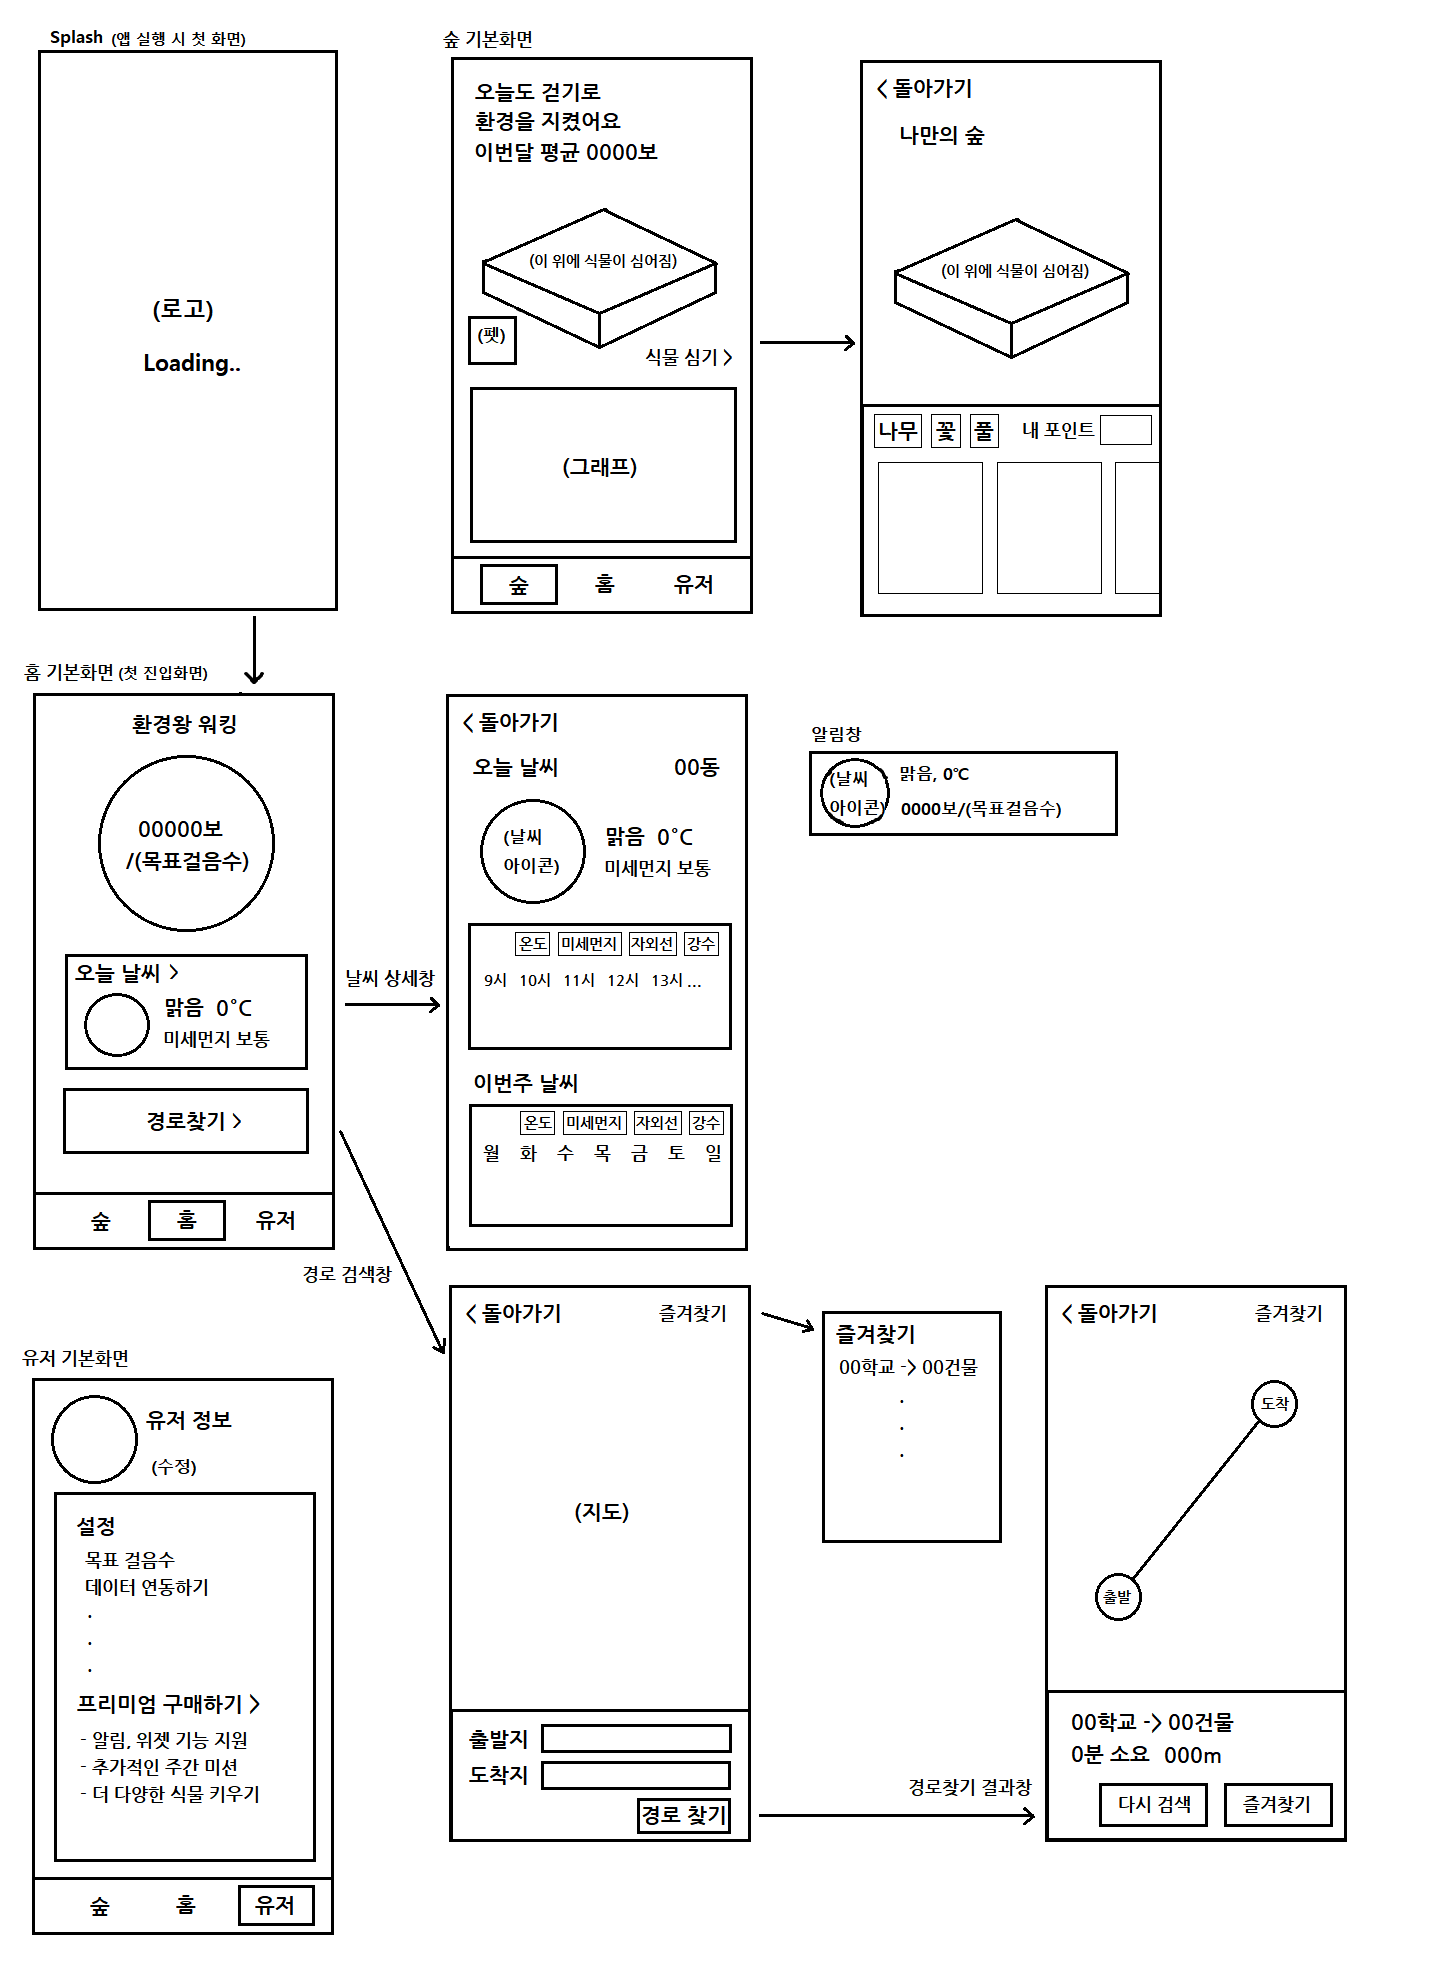 Splash (앱 실행 시 첫 화면)
(로고)
Loading..
숲 기본화면
오늘도 걷기로
환경을 지켰어요
이번달 평균 0000보
(이 위에 식물이 심어짐)
(펫)
식물 심기 >
(그래프)
숲 홈 유저
< 돌아가기
나만의 숲
(이 위에 식물이 심어짐)
나무 꽃 풀 내 포인트
홈 기본화면 (첫 진입화면)
환경왕 워킹
00000보
/(목표걸음수)
오늘 날씨 >
맑음 0°C
미세먼지 보통
경로찾기 >
숲 홈 유저
날씨 상세창
< 돌아가기
오늘 날씨 00동
(날씨
아이콘)
맑음 0°C
미세먼지 보통
온도 미세먼지 자외선 강수
9시 10시 11시 12시 13시 ...
이번주 날씨
온도 미세먼지 자외선 강수
월 화 수 목 금 토 일
알림창
(날씨
아이콘)
맑음, 0℃
0000보/(목표걸음수)
경로 검색창
< 돌아가기 즐겨찾기
(지도)
출발지
도착지
경로 찾기
즐겨찾기
00학교 -> 00건물
.
.
.
경로찾기 결과창
< 돌아가기 즐겨찾기
도착
출발
00학교 -> 00건물
0분 소요 000m
다시 검색 즐겨찾기
유저 기본화면
유저 정보
(수정)
설정
목표 걸음수
데이터 연동하기
.
.
.
프리미엄 구매하기 >
- 알림, 위젯 기능 지원
- 추가적인 주간 미션
- 더 다양한 식물 키우기
숲 홈 유저